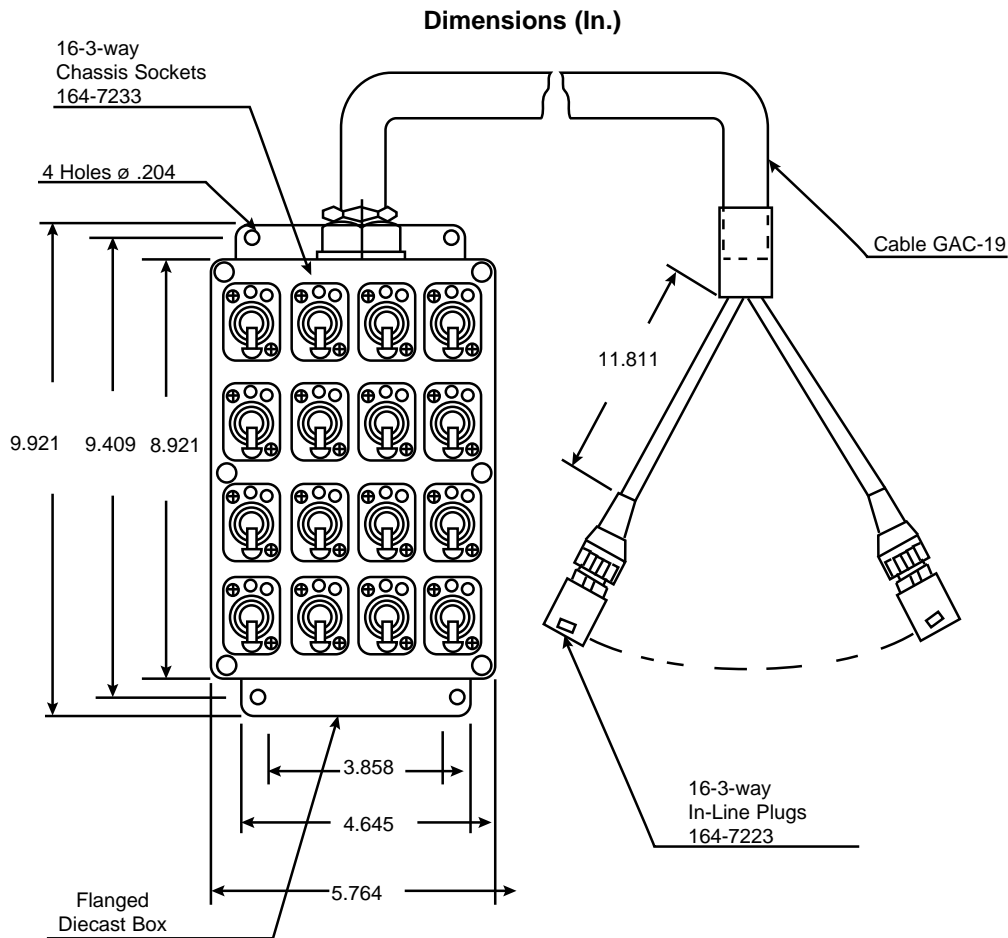 Dimensions (In.)
16-3-way
Chassis Sockets
164-7233
4 Holes ø .204
Cable GAC-19
11.811
9.921
9.409
8.921
3.858
4.645
5.764
16-3-way
In-Line Plugs
164-7223
Flanged
Diecast Box